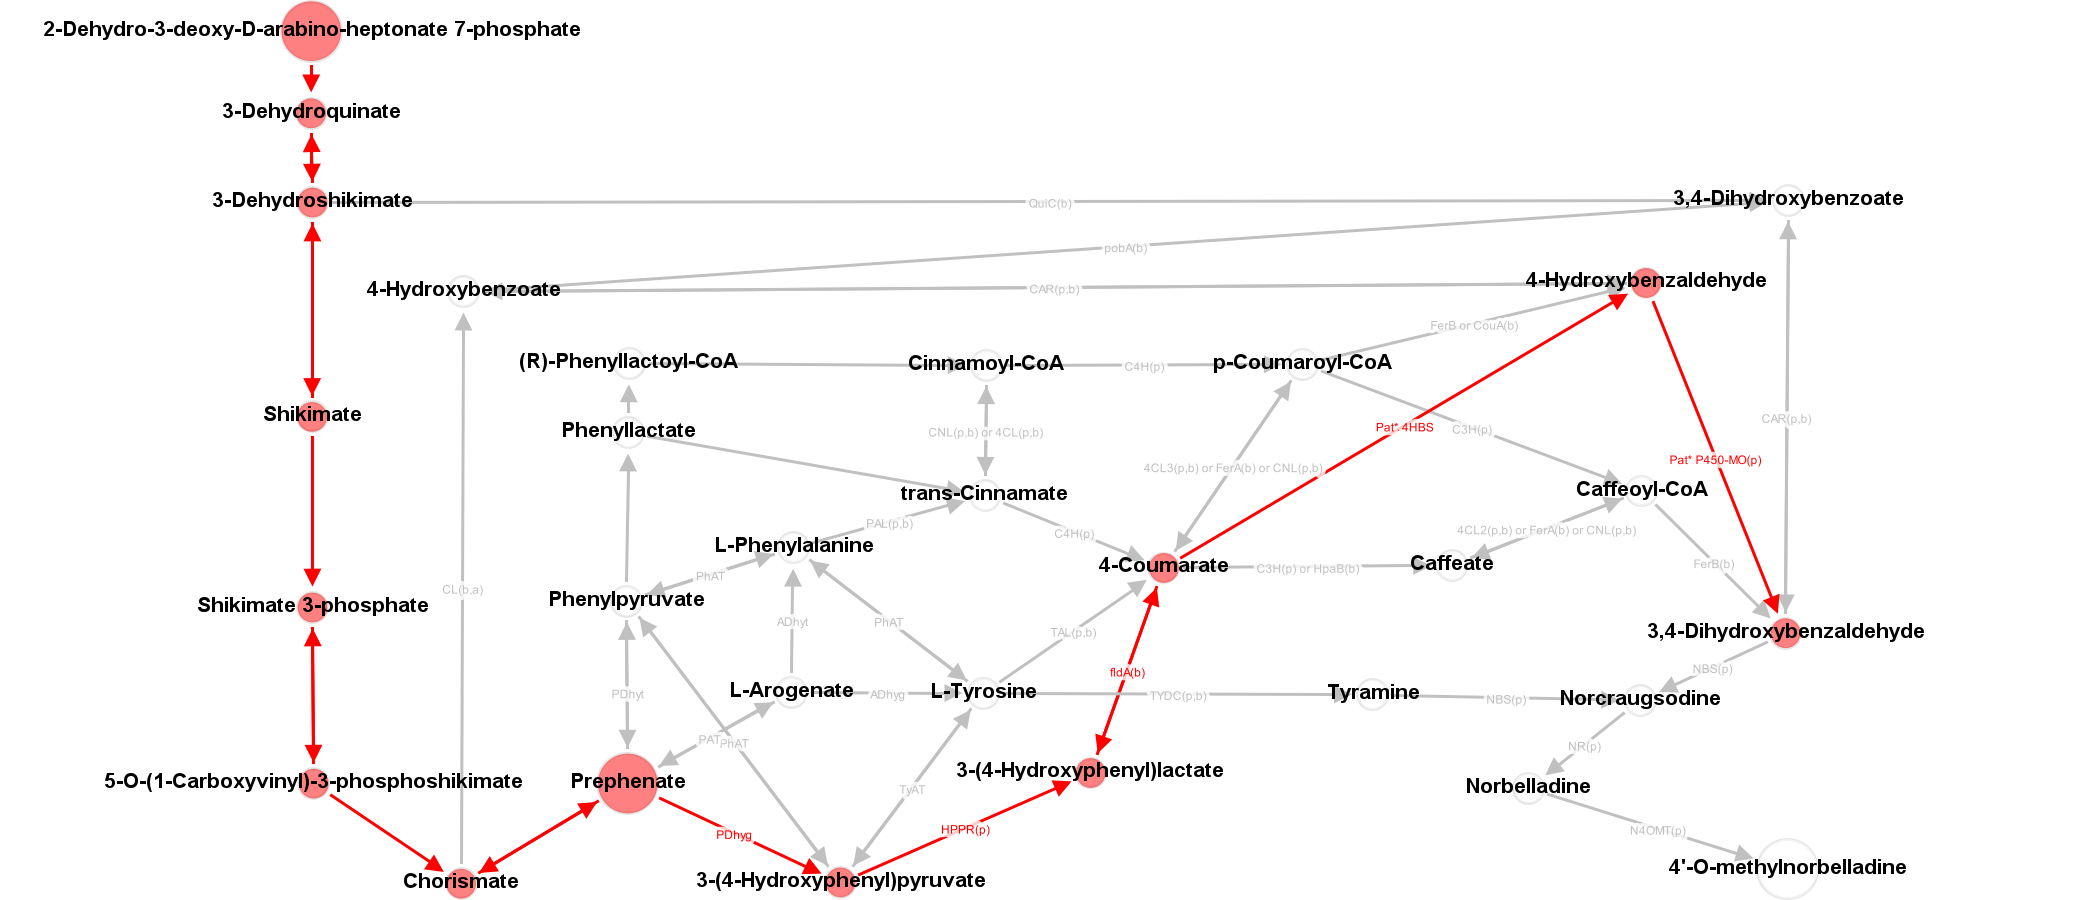 2-Dehydro-3-deoxy-D-arabino-heptonate 7-phosphate
3-Dehydroquinate
3-Dehydroshikimate
QuiC(b)
3,4-Dihydroxybenzoate
pobA(b)
4-Hydroxybenzoate
CAR(p,b)
4-Hydroxybenzaldehyde
FerB or CouA(b)
(R)-Phenyllactoyl-CoA
Cinnamoyl-CoA
C4H(p)
p-Coumaroyl-CoA
Shikimate
Phenyllactate
CNL(p,b) or 4CL(p,b)
Pat* 4HBS
C3H(p)
CAR(p,b)
4CL3(p,b) or FerA(b) or CNL(p,b)
Pat* P450-MO(p)
trans-Cinnamate
Caffeoyl-CoA
PAL(p,b)
C4H(p)
4CL2(p,b) or FerA(b) or CNL(p,b)
L-Phenylalanine
4-Coumarate
C3H(p) or HpaB(b)
Caffeate
FerB(b)
PhAT
CL(b,a)
Shikimate 3-phosphate
Phenylpyruvate
ADhyt
PhAT
TAL(p,b)
3,4-Dihydroxybenzaldehyde
fldA(b)
NBS(p)
PDhyt
L-Arogenate
ADhyg
L-Tyrosine
TYDC(p,b)
Tyramine
NBS(p)
Norcraugsodine
PAT
PhAT
NR(p)
5-O-(1-Carboxyvinyl)-3-phosphoshikimate
Prephenate
TyAT
3-(4-Hydroxyphenyl)lactate
Norbelladine
PDhyg
HPPR(p)
N4OMT(p)
Chorismate
3-(4-Hydroxyphenyl)pyruvate
4'-O-methylnorbelladine